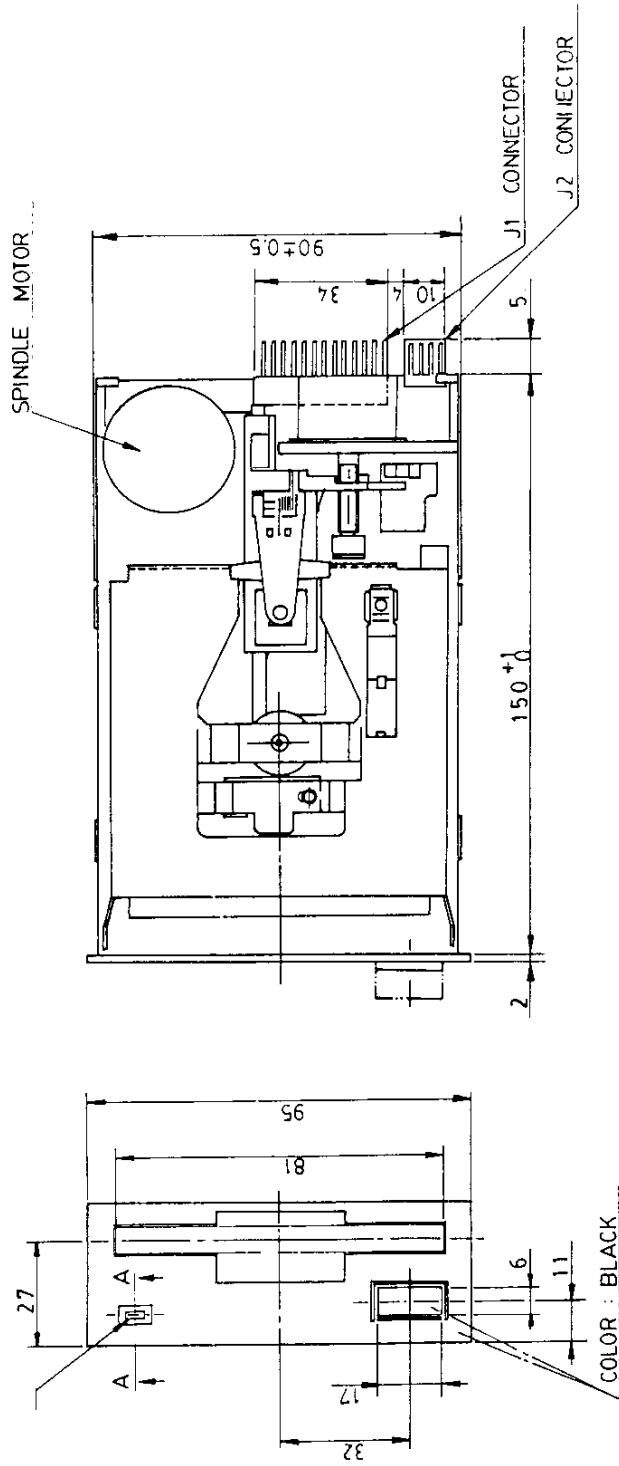 SPINDLE MOTOR
90±0.5
34
4
10
5
J1 CONNECTOR
J2 CONNECTOR
150 +1 0
2
95
81
27
A
A
6
11
17
32
COLOR : BLACK